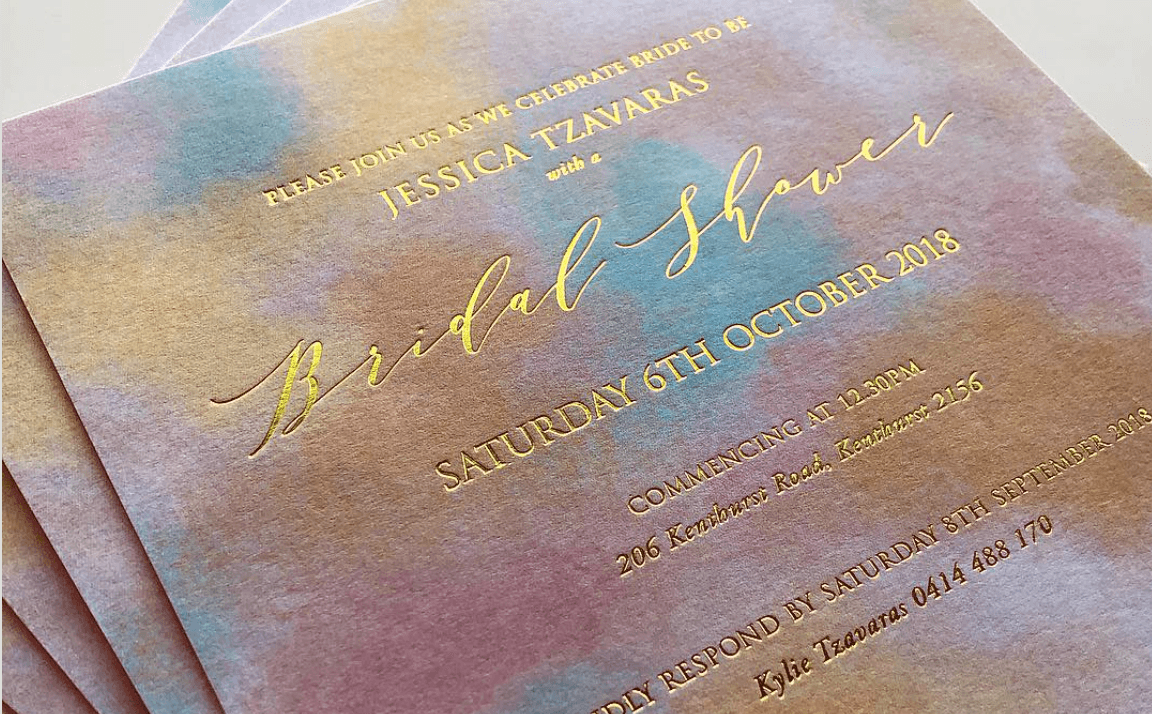 PLEASE JOIN US AS WE CELEBRATE BRIDE TO BE
JESSICA TZAVARAS
with a
Bridal Shower
SATURDAY 6TH OCTOBER 2018
COMMENCING AT 12.30PM
206 Kenthurst Road, Kenthurst 2156
RESPOND BY SATURDAY 8TH SEPTEMBER 2018
Kylie Tzavaras 0414 488 170